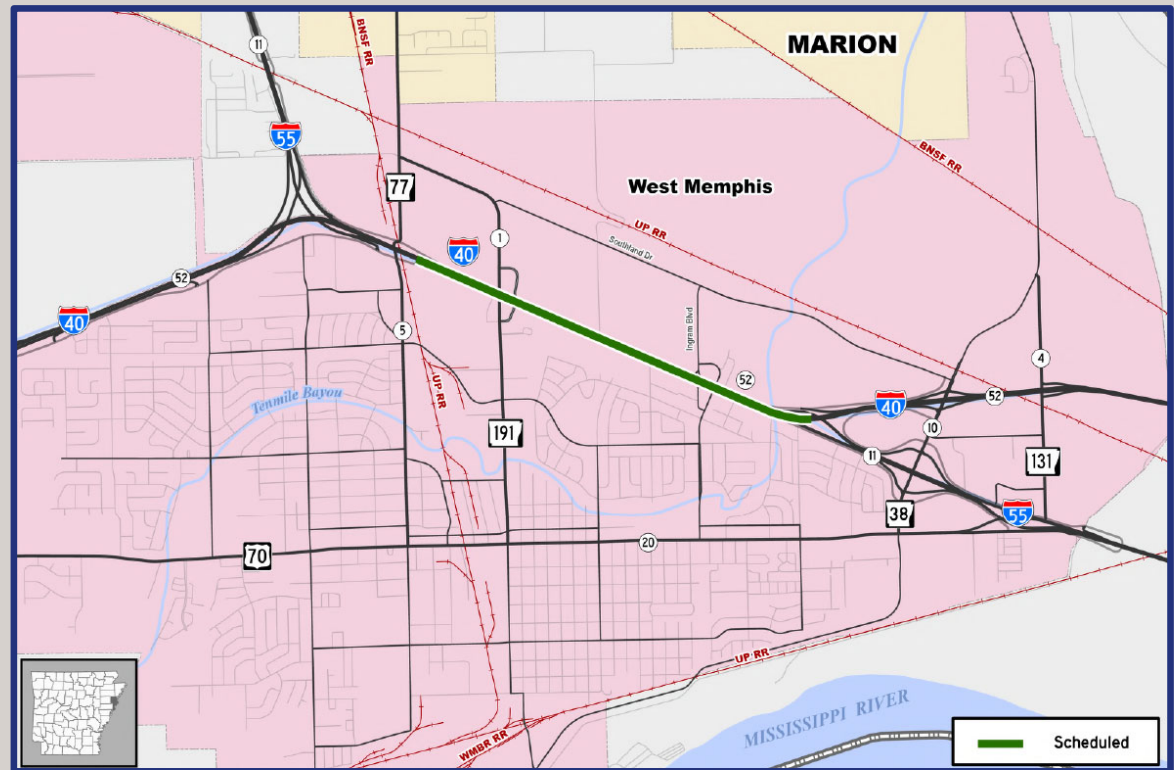 MARION
11
BNSF RR
55
BNSF RR
77
West Memphis
UP RR
1
40
Southland Dr
52
40
Ingram Blvd
5
4
UP RR
52
Tenmile Bayou
40
52
191
10
11
131
38
55
70
20
UP RR
MISSISSIPPI RIVER
WMBR RR
Scheduled